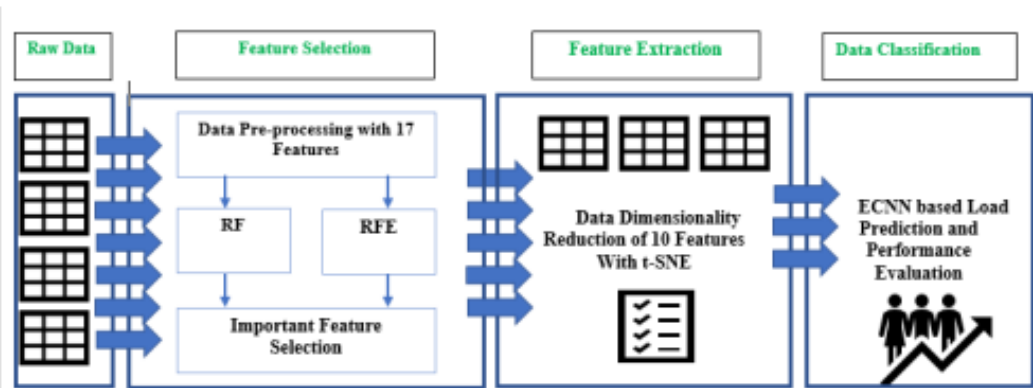 Raw Data
Feature Selection
Feature Extraction
Data Classification
Data Pre-processing with 17
Features
RF
RFE
Important Feature
Selection
Data Dimensionality
Reduction of 10 Features
With t-SNE
ECNN based Load
Prediction and
Performance
Evaluation